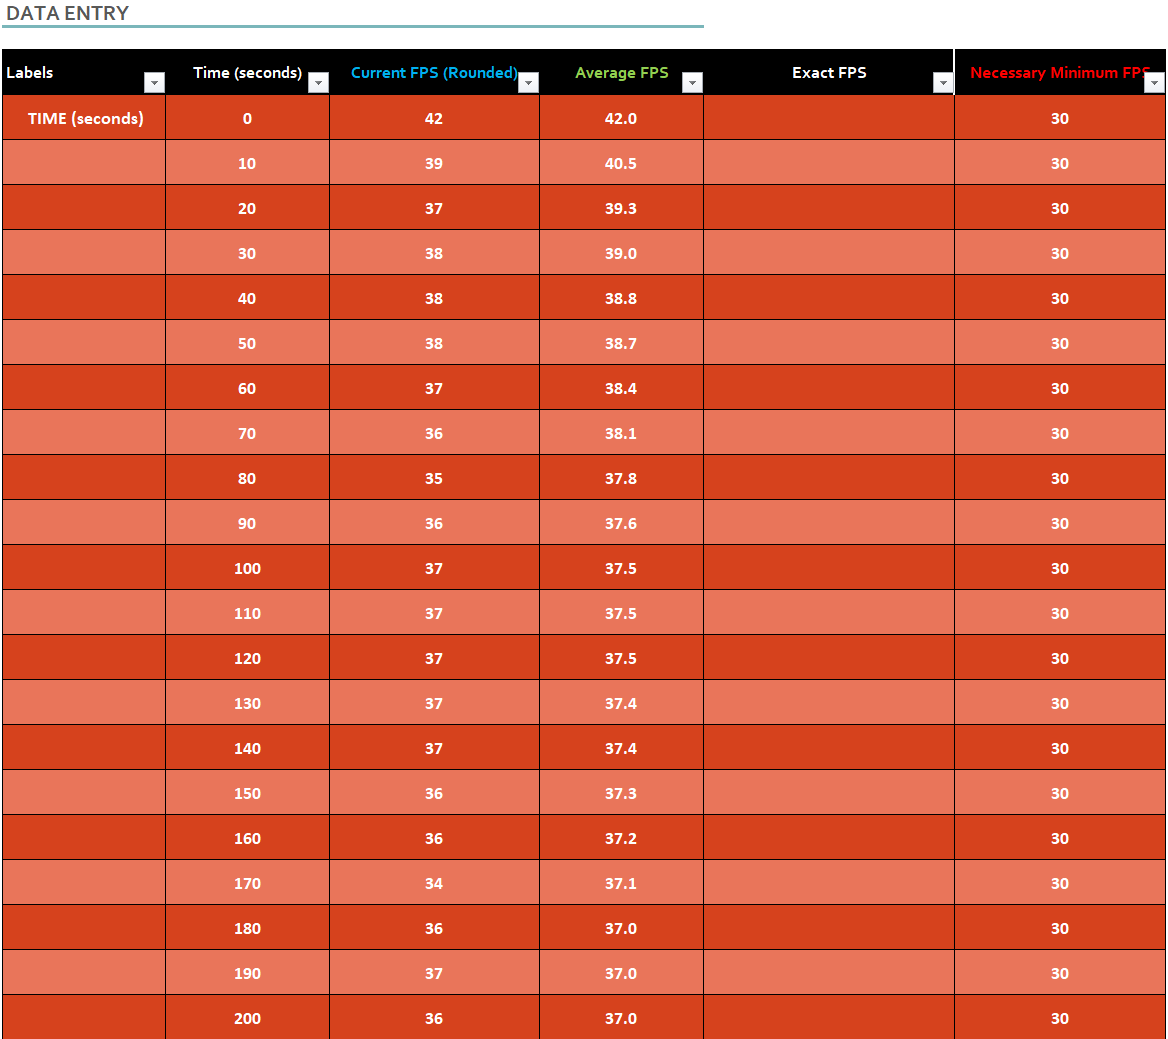 DATA ENTRY
Labels Time (seconds) Current FPS (Rounded) Average FPS Exact FPS Necessary Minimum FPS
TIME (seconds) 0 42 42.0 30
10 39 40.5 30
20 37 39.3 30
30 38 39.0 30
40 38 38.8 30
50 38 38.7 30
60 37 38.4 30
70 36 38.1 30
80 35 37.8 30
90 36 37.6 30
100 37 37.5 30
110 37 37.5 30
120 37 37.5 30
130 37 37.4 30
140 37 37.4 30
150 36 37.3 30
160 36 37.2 30
170 34 37.1 30
180 36 37.0 30
190 37 37.0 30
200 36 37.0 30